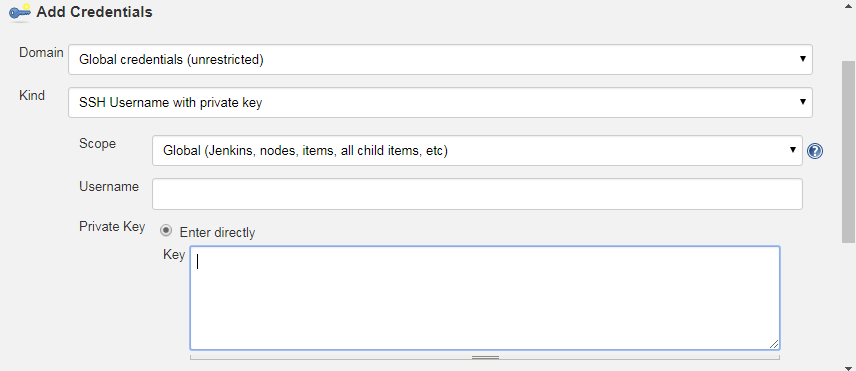 Add Credentials
Domain Global credentials (unrestricted)
Kind SSH Username with private key
Scope Global (Jenkins, nodes, items, all child items, etc)
Username
Private Key Enter directly
Key